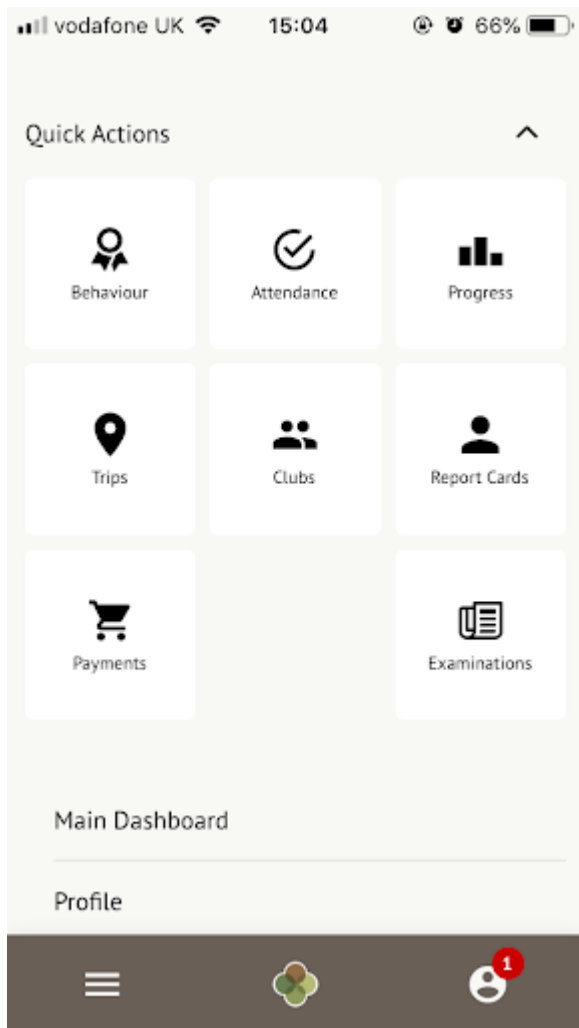 vodafone UK 15:04 66%
Quick Actions
Behaviour Attendance Progress
Trips Clubs Report Cards
Payments Examinations
Main Dashboard
Profile
1